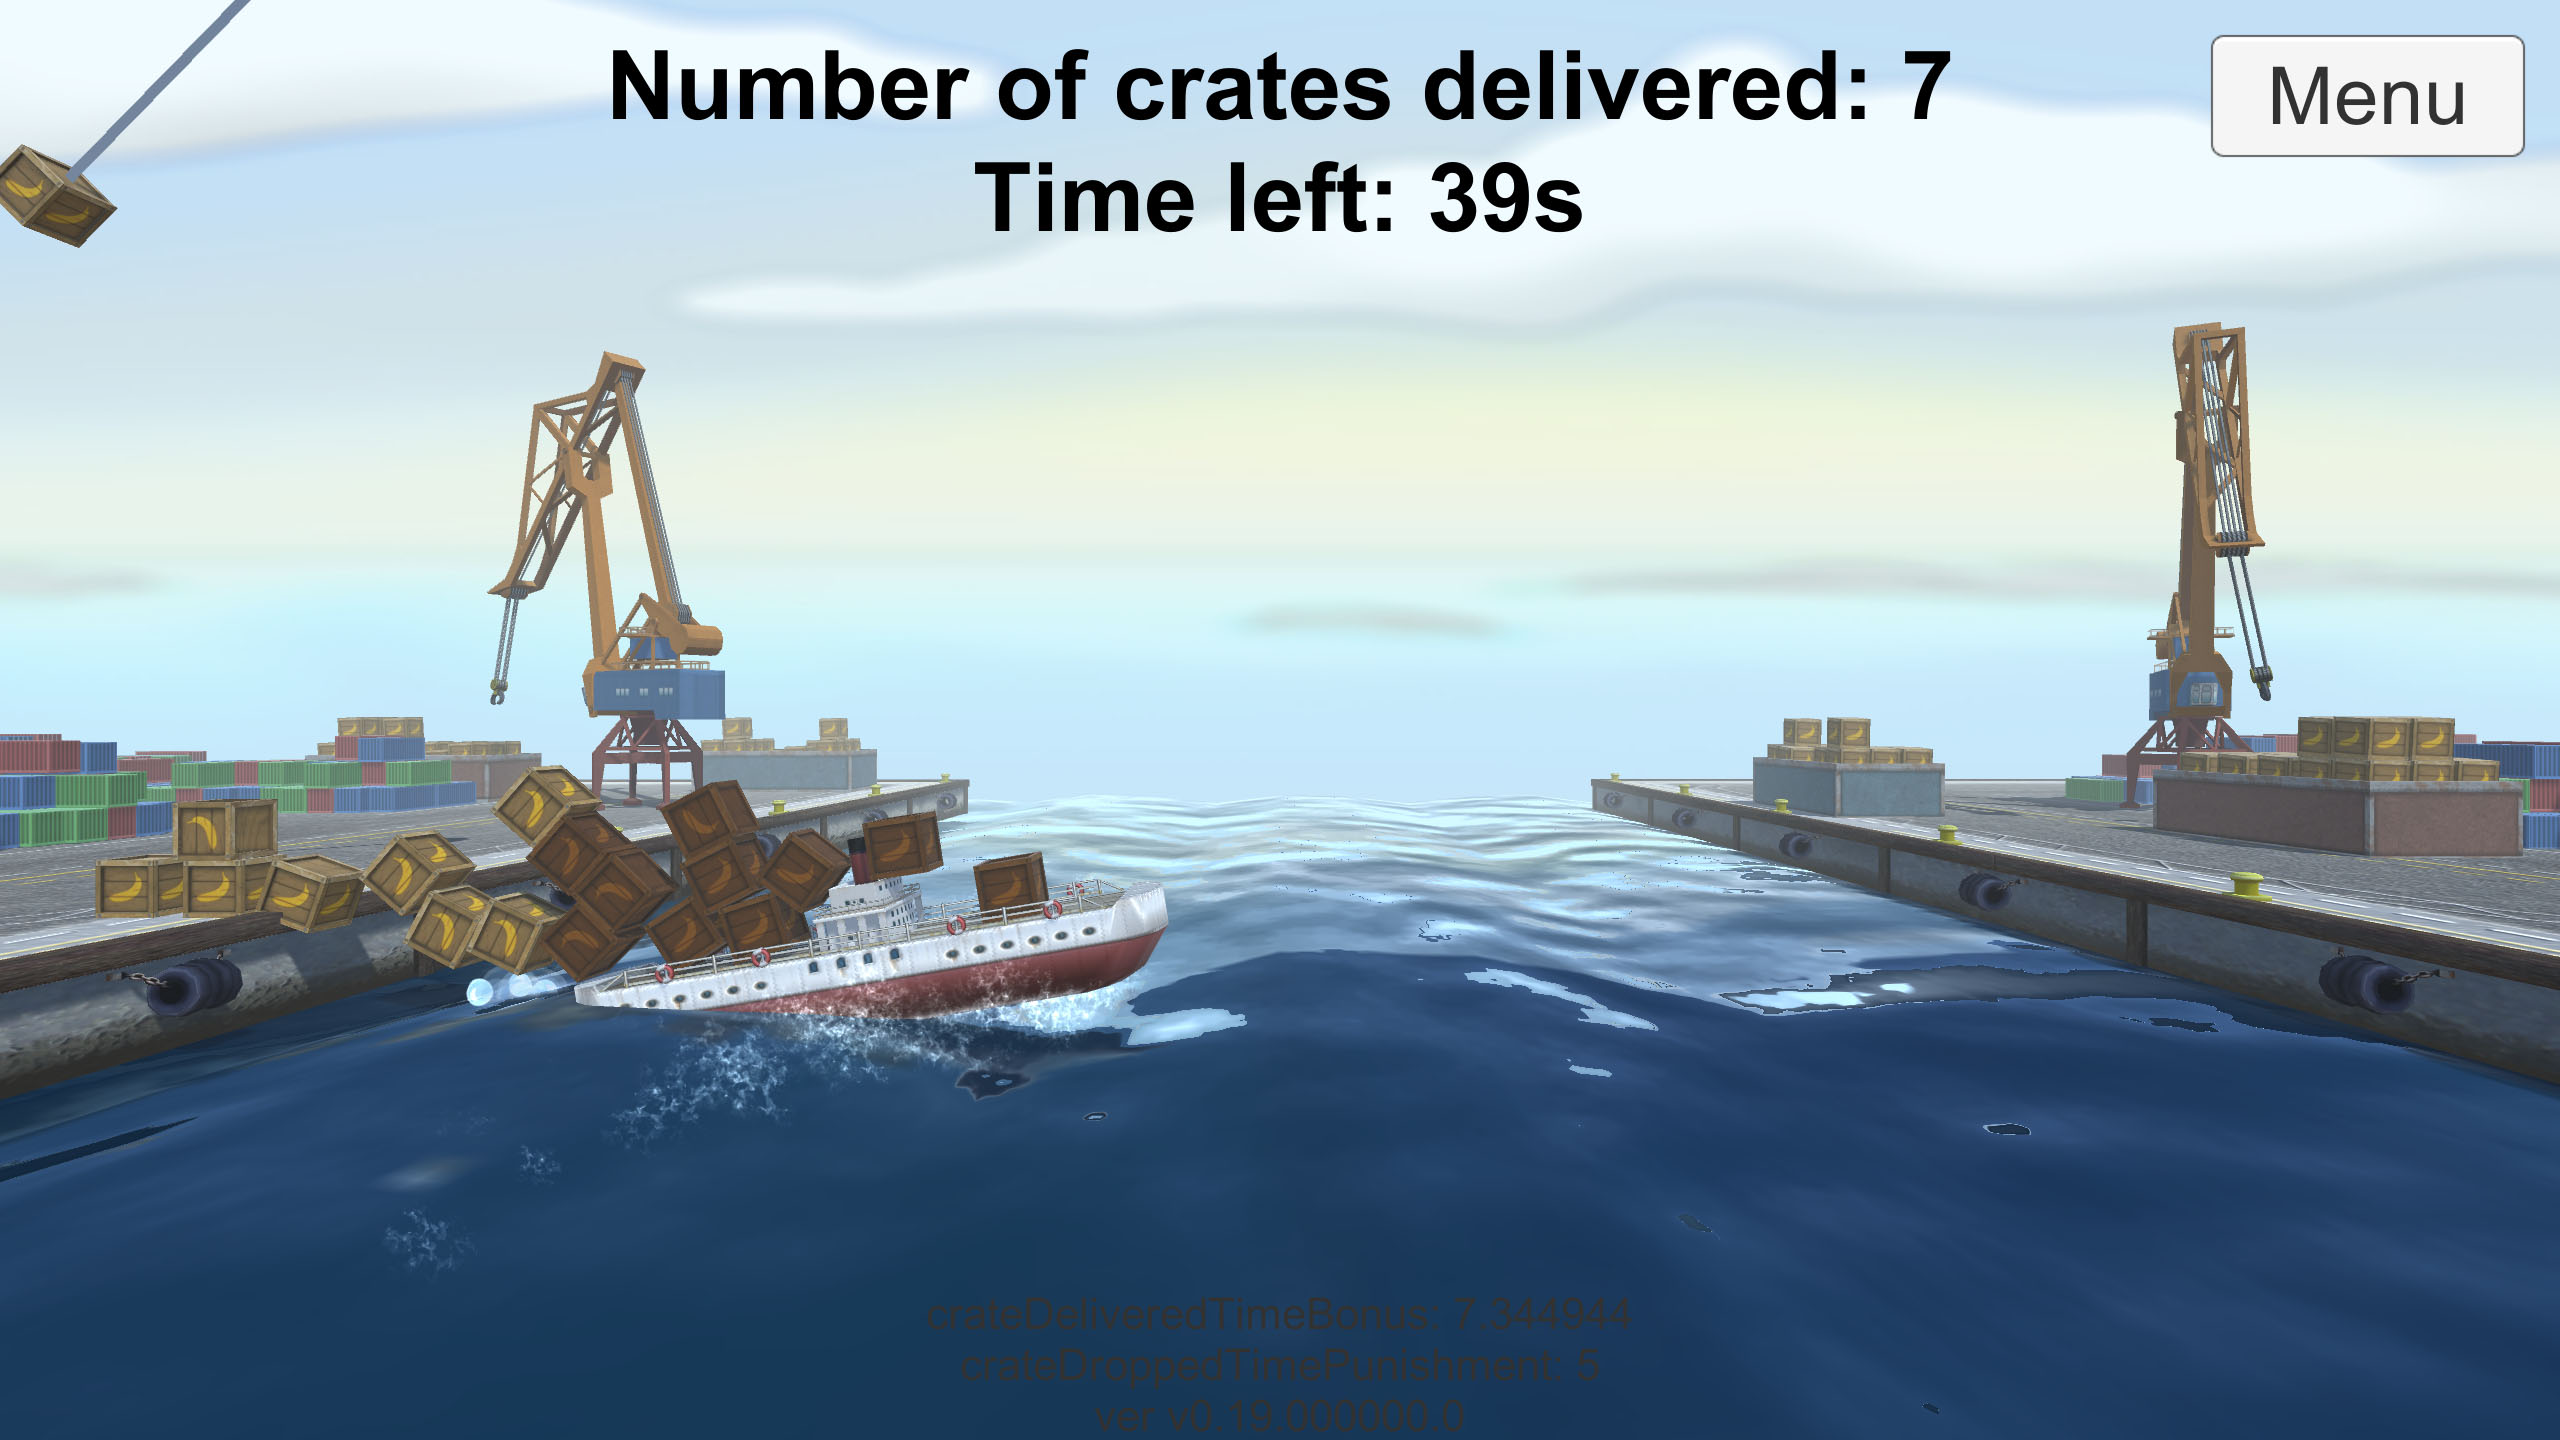 Number of crates delivered: 7
Menu
Time left: 39s
crateDeliveredTimeBonus: 7.344944
crateDroppedTimePunishment: 5
ver v0.19.000000.0